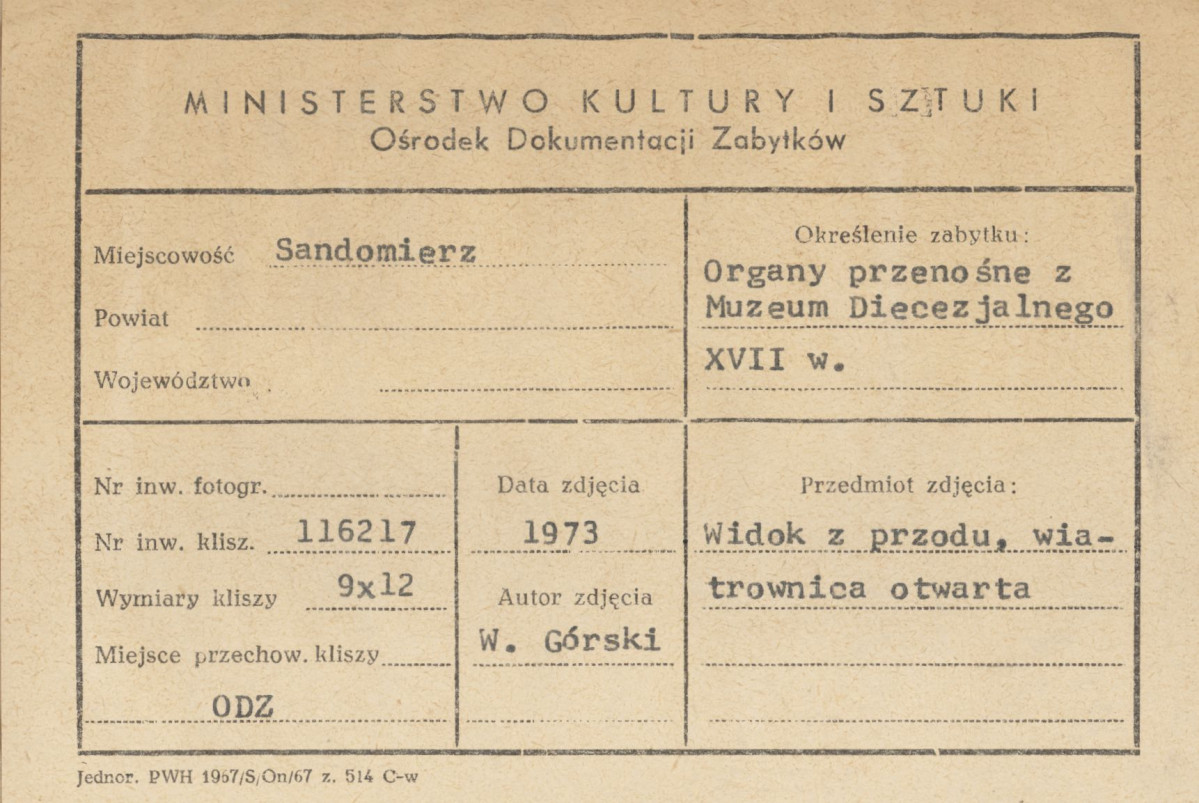 MINISTERSTWO KULTURY I SZTUKI
Ośrodek Dokumentacji Zabytków
Miejscowość Sandomierz
Powiat
Województwo
Określenie zabytku:
Organy przenośne z
Muzeum Diecezjalnego
XVII w.
Nr inw. fotogr.
Nr inw. klisz. 116217
Wymiary kliszy 9x12
Miejsce przechow. kliszy
ODZ
Data zdjęcia
1973
Autor zdjęcia
W. Górski
Przedmiot zdjęcia:
Widok z przodu, wia-
trownica otwarta
Jednor. PWH 1967/S/On/67 z. 514 C-w